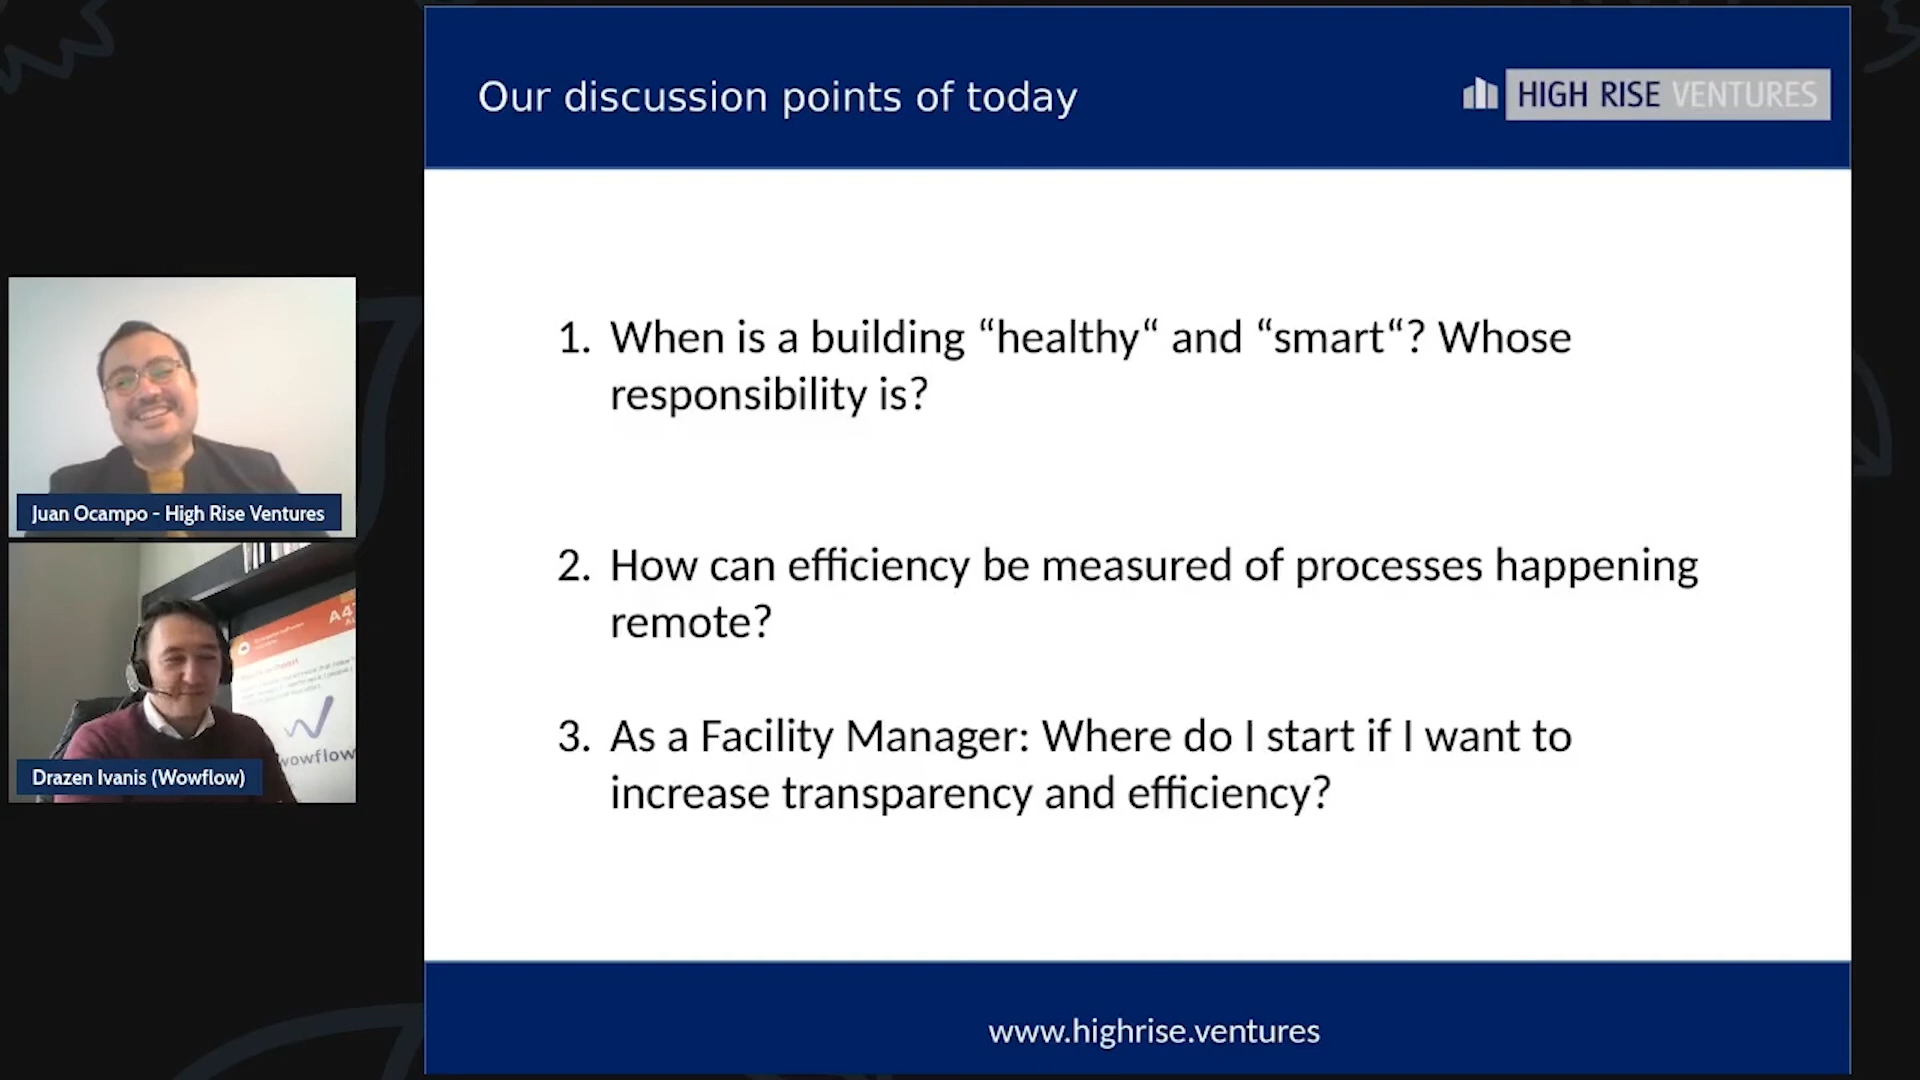 Our discussion points of today
HIGH RISE VENTURES
1. When is a building “healthy“ and “smart“? Whose
responsibility is?
2. How can efficiency be measured of processes happening
remote?
3. As a Facility Manager: Where do I start if I want to
increase transparency and efficiency?
www.highrise.ventures
Juan Ocampo - High Rise Ventures
wowflow
Drazen Ivanis (Wowflow)